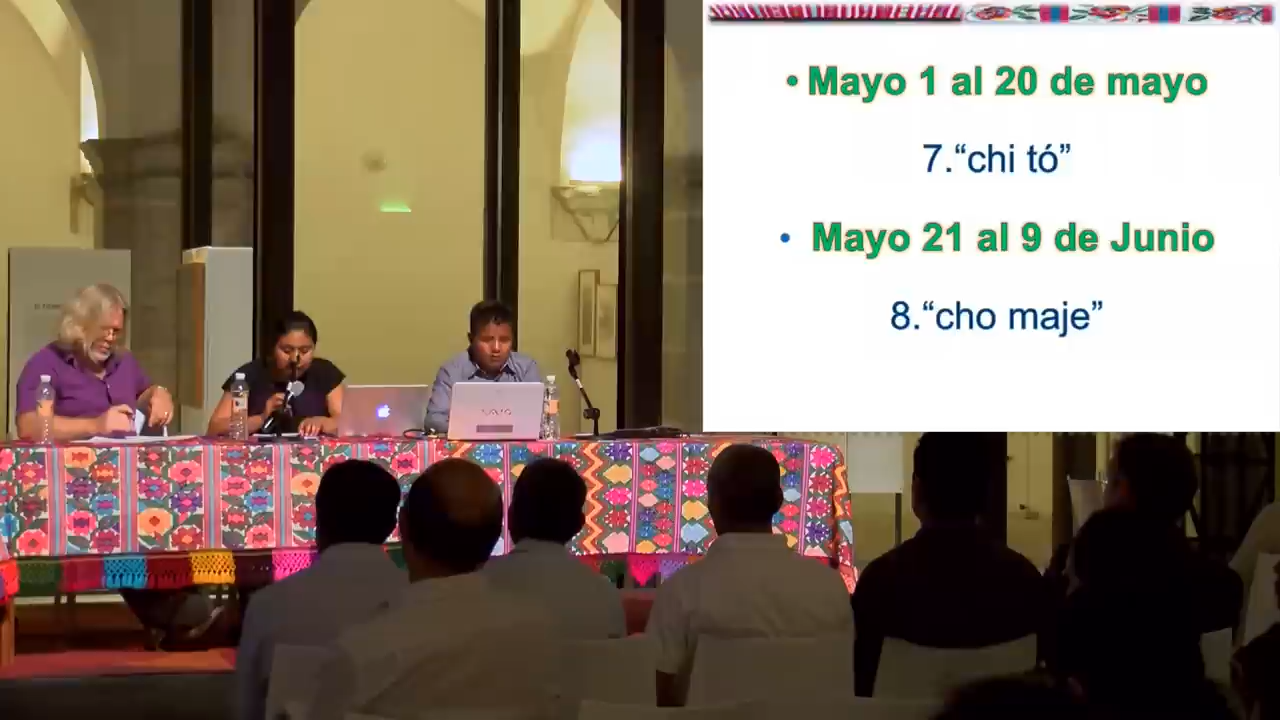 • Mayo 1 al 20 de mayo
7.“chi tó”
• Mayo 21 al 9 de Junio
8.“cho maje”
VAIO